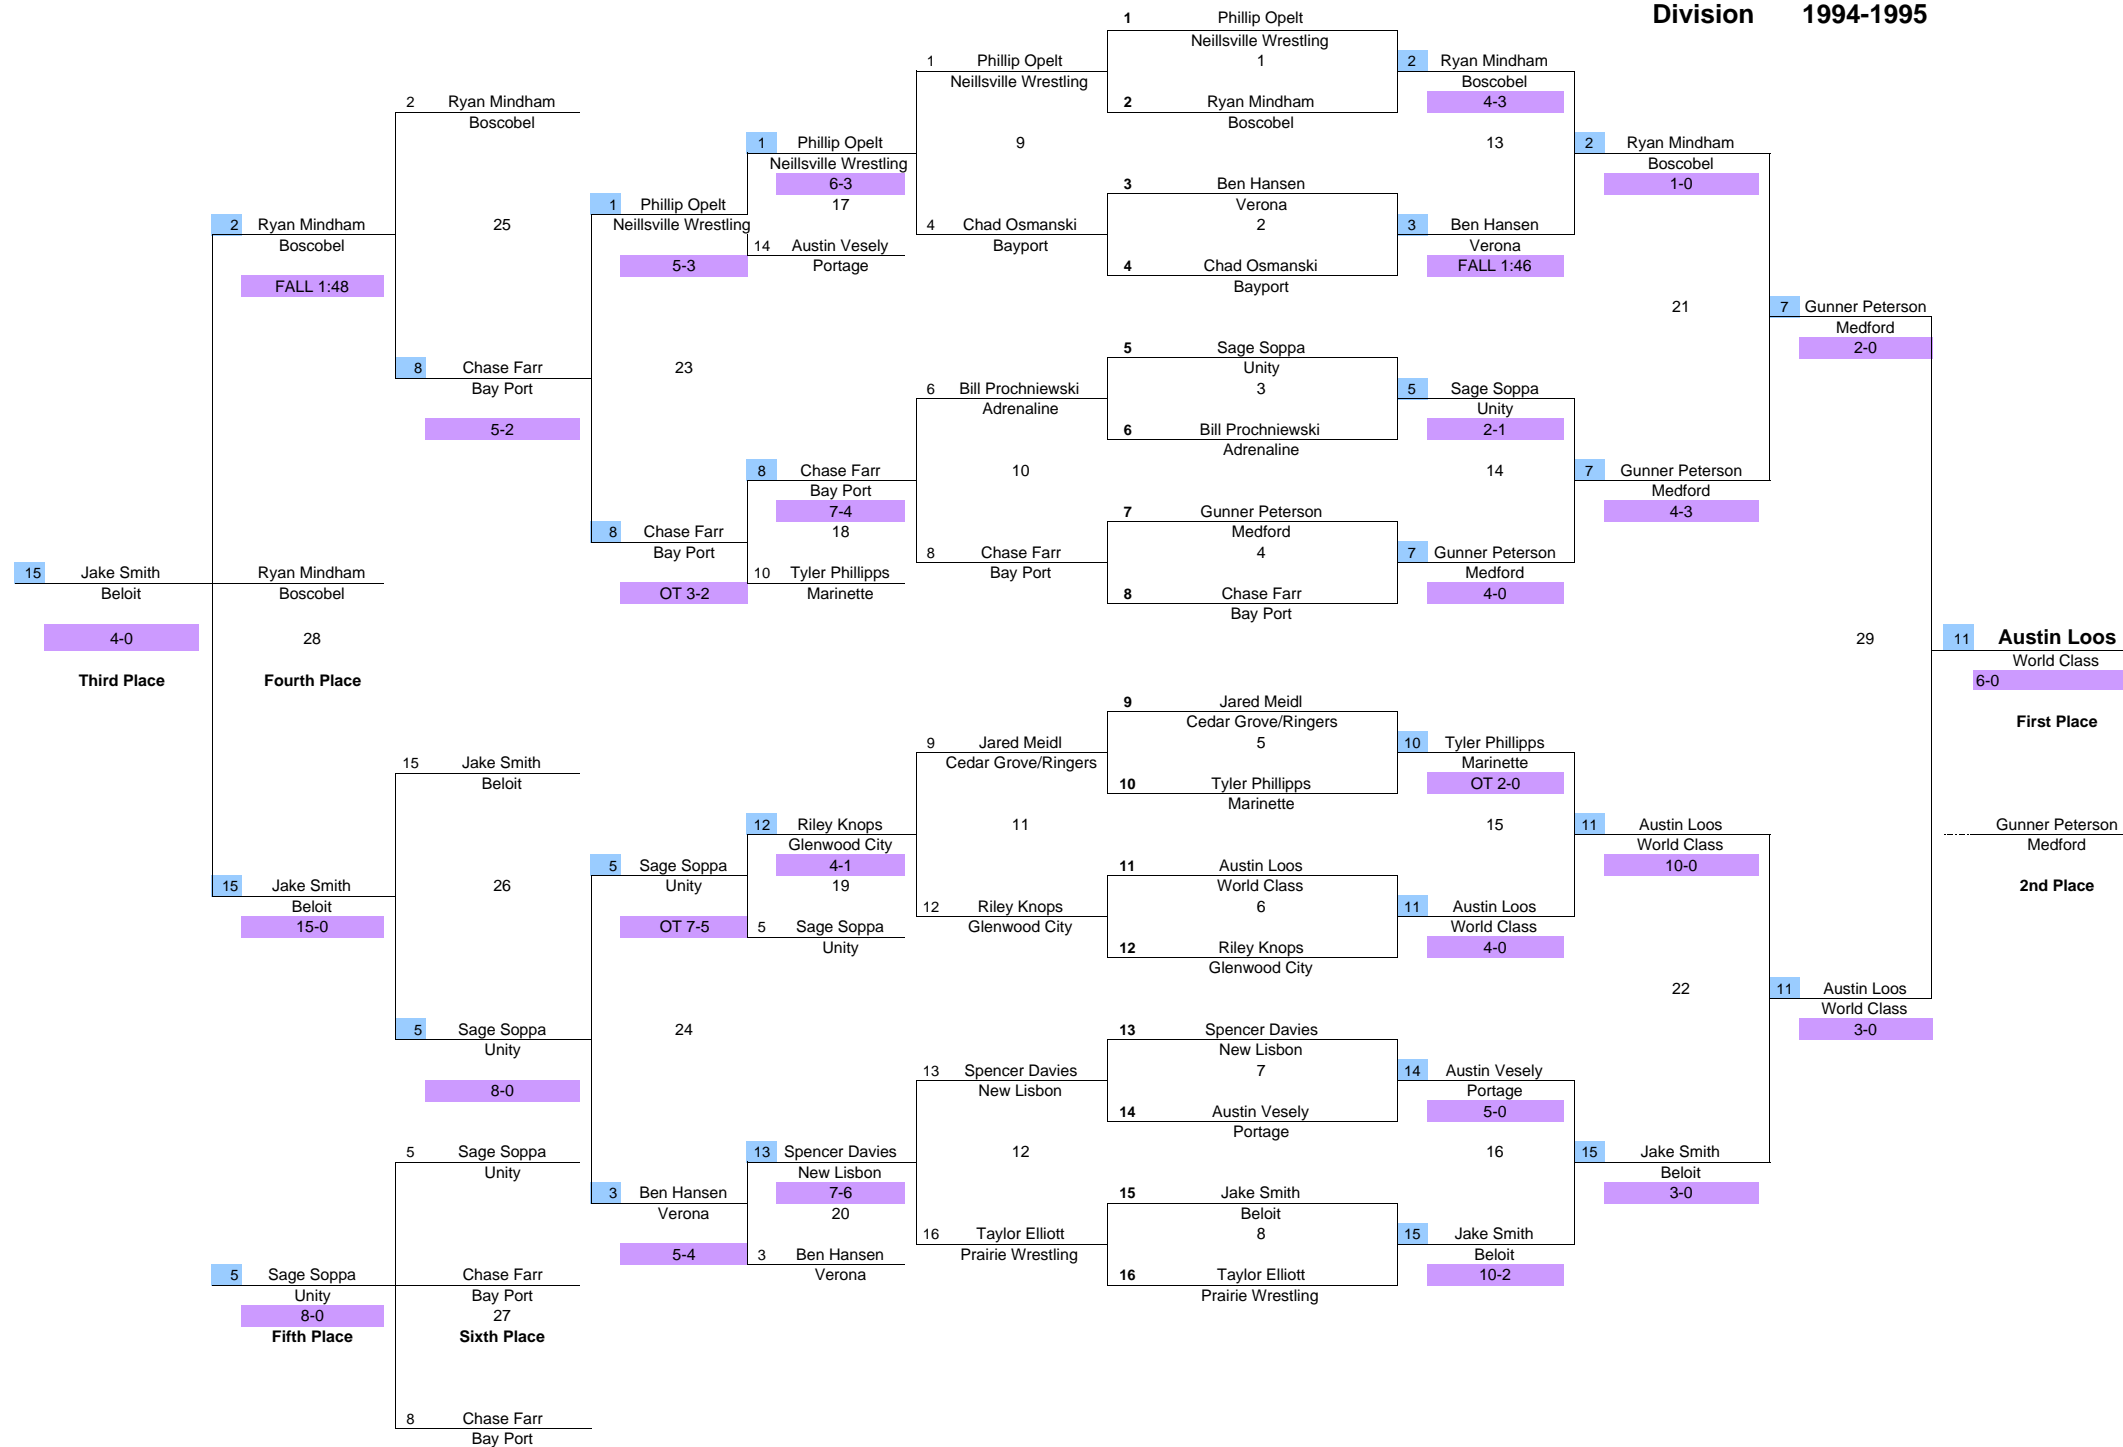 Division 1994-1995
1 Phillip Opelt
Neillsville Wrestling
1 Phillip Opelt 1 2 Ryan Mindham
Neillsville Wrestling Boscobel
2 Ryan Mindham 2 Ryan Mindham 4-3
Boscobel Boscobel
1 Phillip Opelt 9 13 2 Ryan Mindham
Neillsville Wrestling Boscobel
6-3 3 Ben Hansen 1-0
1 Phillip Opelt 17 Verona
2 Ryan Mindham 25 Neillsville Wrestling 4 Chad Osmanski 2 3 Ben Hansen
Boscobel 14 Austin Vesely Bayport Verona
5-3 Portage 4 Chad Osmanski FALL 1:46
FALL 1:48 Bayport
21 7 Gunner Peterson
Medford
5 Sage Soppa 2-0
8 Chase Farr 23 Unity
Bay Port 6 Bill Prochniewski 3 5 Sage Soppa
Adrenaline Unity
5-2 6 Bill Prochniewski 2-1
Adrenaline
8 Chase Farr 10 14 7 Gunner Peterson
Bay Port Medford
7-4 7 Gunner Peterson 4-3
8 Chase Farr 18 Medford
Bay Port 8 Chase Farr 4 7 Gunner Peterson
15 Jake Smith Ryan Mindham 10 Tyler Phillipps Bay Port Medford
Beloit Boscobel OT 3-2 Marinette 8 Chase Farr 4-0
Bay Port
4-0 28 29 11 Austin Loos
World Class
Third Place Fourth Place 6-0
9 Jared Meidl
Cedar Grove/Ringers First Place
9 Jared Meidl 5 10 Tyler Phillipps
15 Jake Smith Cedar Grove/Ringers Marinette
Beloit 10 Tyler Phillipps OT 2-0
Marinette
12 Riley Knops 11 15 11 Austin Loos Gunner Peterson
Glenwood City World Class Medford
5 Sage Soppa 4-1 11 Austin Loos 10-0
15 Jake Smith 26 Unity 19 World Class 2nd Place
Beloit 12 Riley Knops 6 11 Austin Loos
15-0 OT 7-5 5 Sage Soppa Glenwood City World Class
Unity 12 Riley Knops 4-0
Glenwood City
22 11 Austin Loos
World Class
5 Sage Soppa 24 13 Spencer Davies 3-0
Unity New Lisbon
13 Spencer Davies 7 14 Austin Vesely
8-0 New Lisbon Portage
14 Austin Vesely 5-0
Portage
5 Sage Soppa 13 Spencer Davies 12 16 15 Jake Smith
Unity New Lisbon Beloit
3 Ben Hansen 7-6 15 Jake Smith 3-0
Verona 20 Beloit
16 Taylor Elliott 8 15 Jake Smith
5-4 3 Ben Hansen Prairie Wrestling Beloit
5 Sage Soppa Chase Farr Verona 16 Taylor Elliott 10-2
Unity Bay Port Prairie Wrestling
8-0 27
Fifth Place Sixth Place
8 Chase Farr
Bay Port